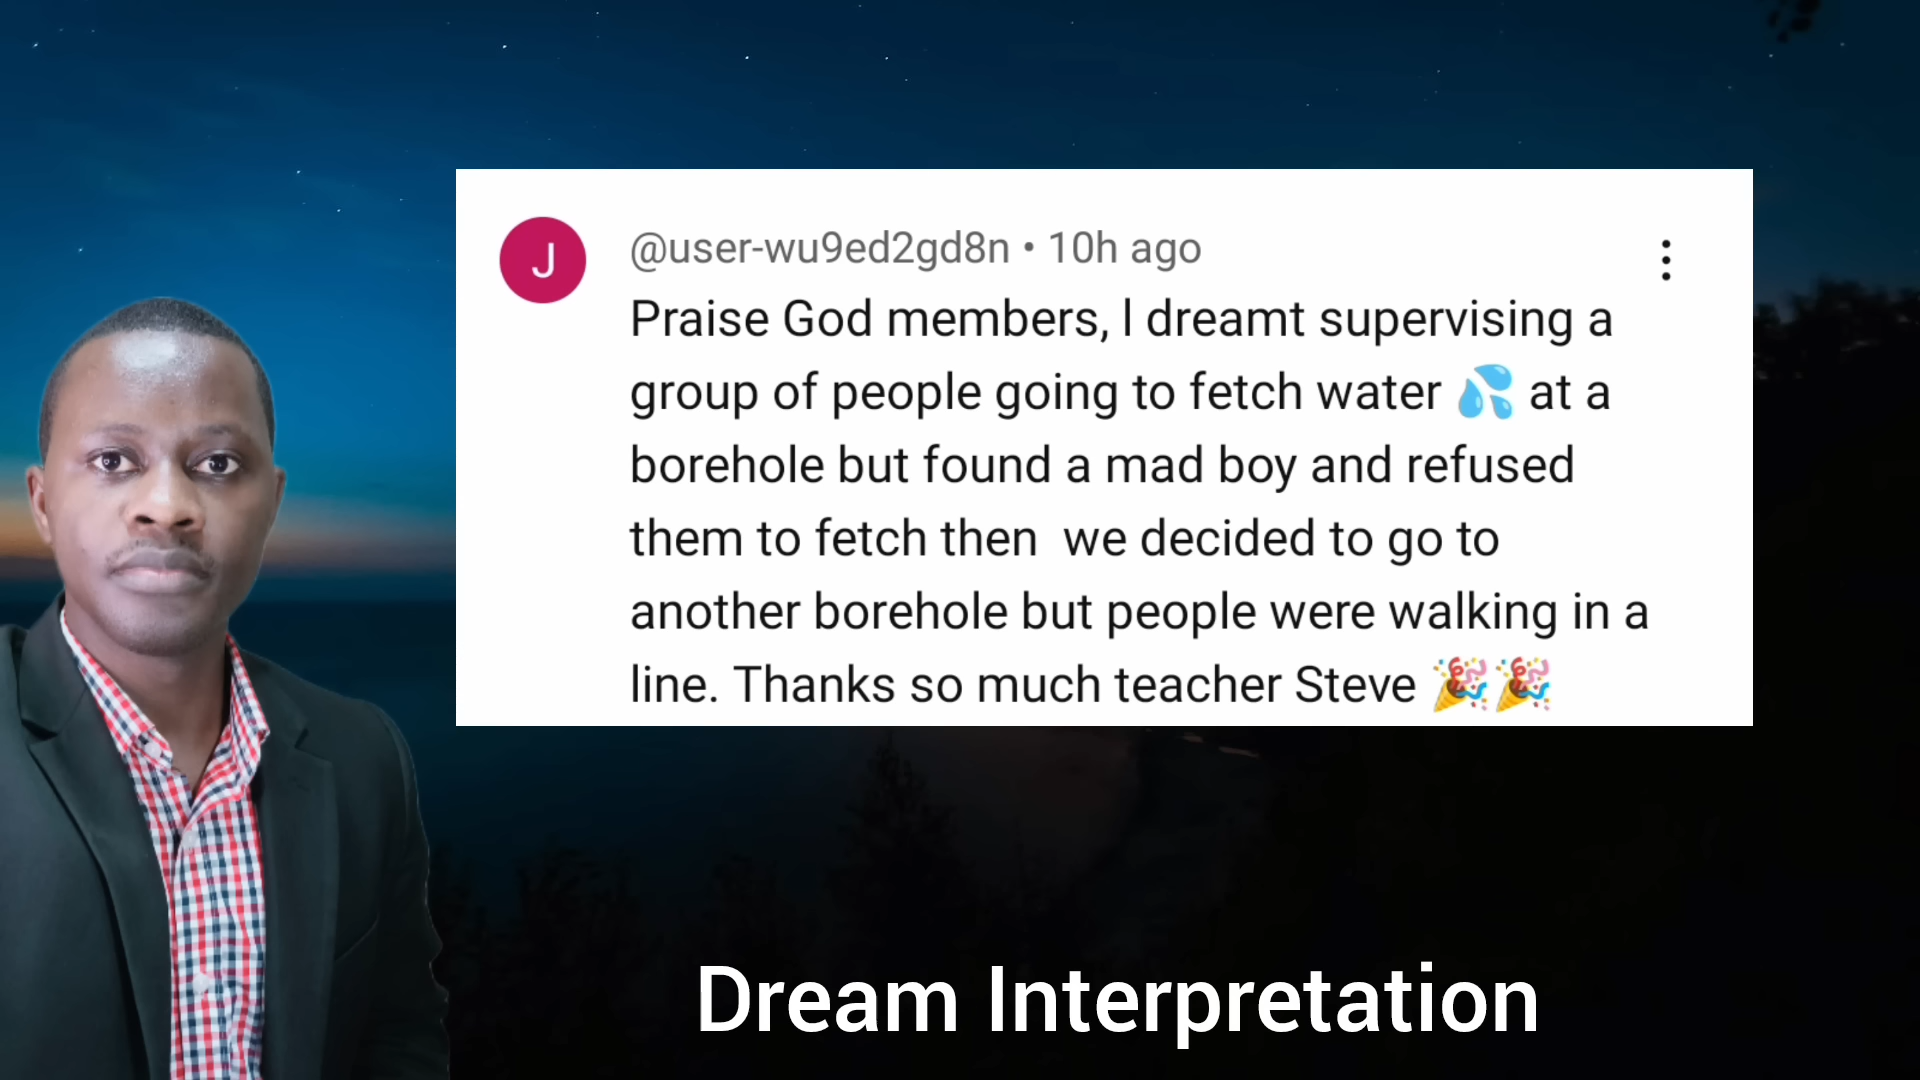 J
@user-wu9ed2gd8n • 10h ago
Praise God members, I dreamt supervising a
group of people going to fetch water 💦 at a
borehole but found a mad boy and refused
them to fetch then  we decided to go to
another borehole but people were walking in a
line. Thanks so much teacher Steve 🎉🎉
Dream Interpretation